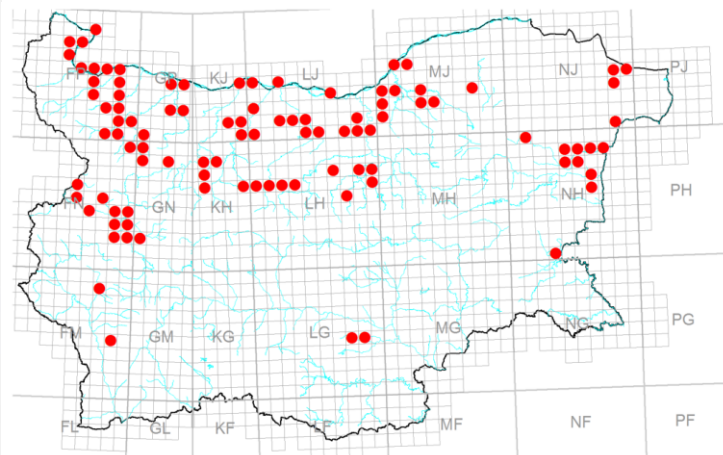 FP GP KJ LJ MJ NJ PJ
FN GN KH LH MH NH PH
FM GM KG LG MG NG PG
FL GL KF LF MF NF PF